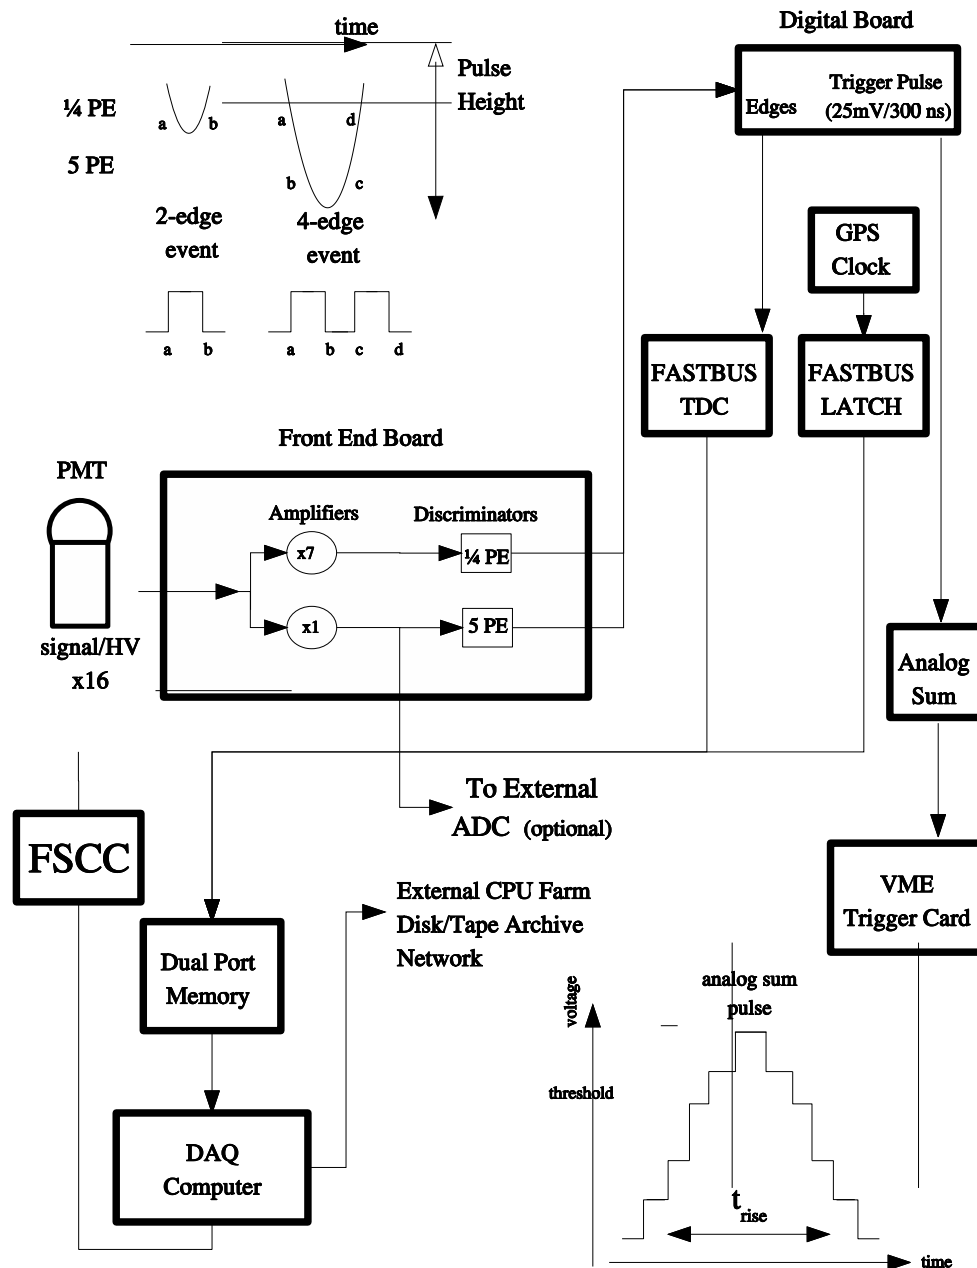 Digital Board
time
Pulse
Height
¼ PE
5 PE
a
b
a
d
b
c
2-edge
event
4-edge
event
a
b
a
b
c
d
Edges
Trigger Pulse
(25mV/300 ns)
GPS
Clock
FASTBUS
TDC
FASTBUS
LATCH
Front End Board
PMT
signal/HV
x16
Amplifiers
Discriminators
x7
¼ PE
x1
5 PE
Analog
Sum
To External
ADC (optional)
FSCC
VME
Trigger Card
External CPU Farm
Disk/Tape Archive
Network
Dual Port
Memory
DAQ
Computer
analog sum
pulse
voltage
threshold
t rise
time